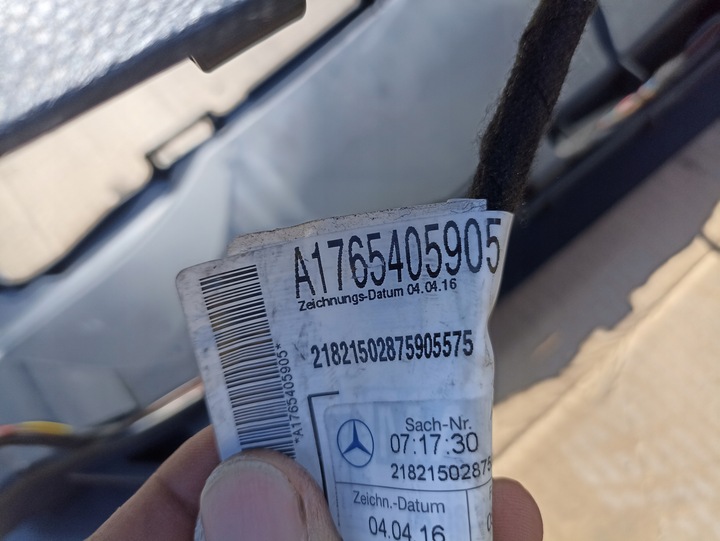 A1765405905
Zeichnungs-Datum 04.04.16
21821502875905575
*A1765405905*
Sach-Nr.
07:17:30
2182150287
Zeichn.-Datum
04.04.16